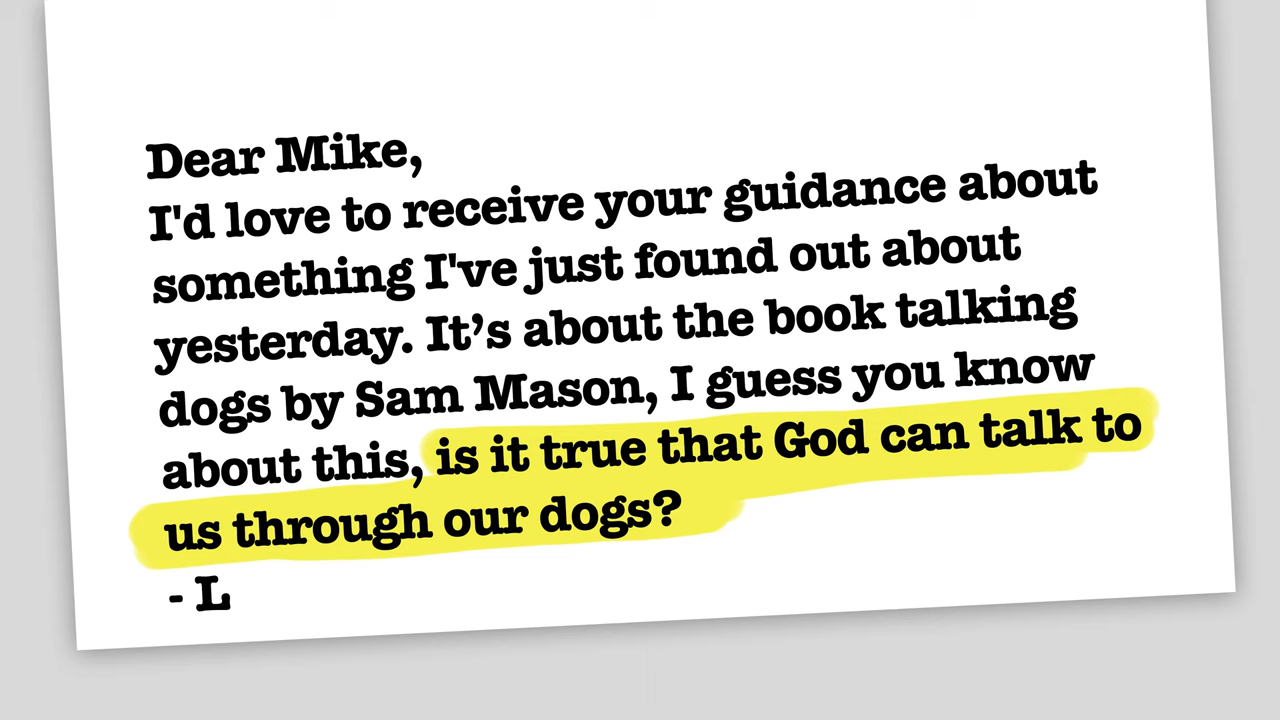 Dear Mike,
I'd love to receive your guidance about
something I've just found out about
yesterday. It’s about the book talking
dogs by Sam Mason, I guess you know
about this, is it true that God can talk to
us through our dogs?
- L